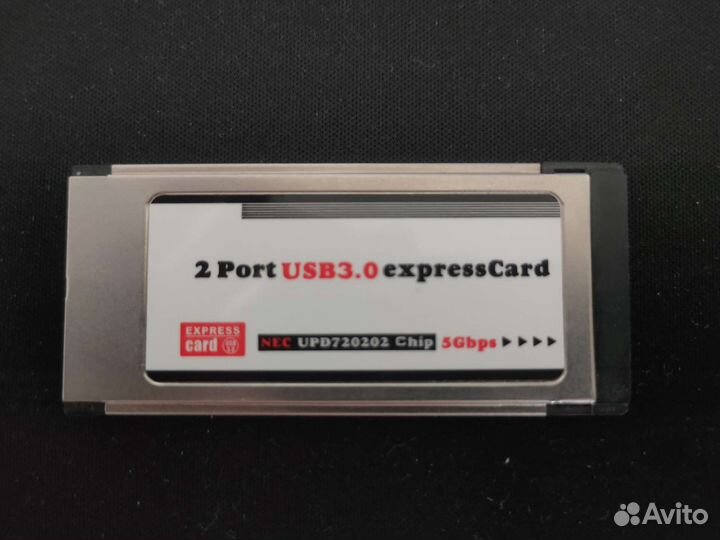 2 Port USB3.0 expressCard
EXPRESS
card
NEC UPD720202 Chip 5Gbps
Avito